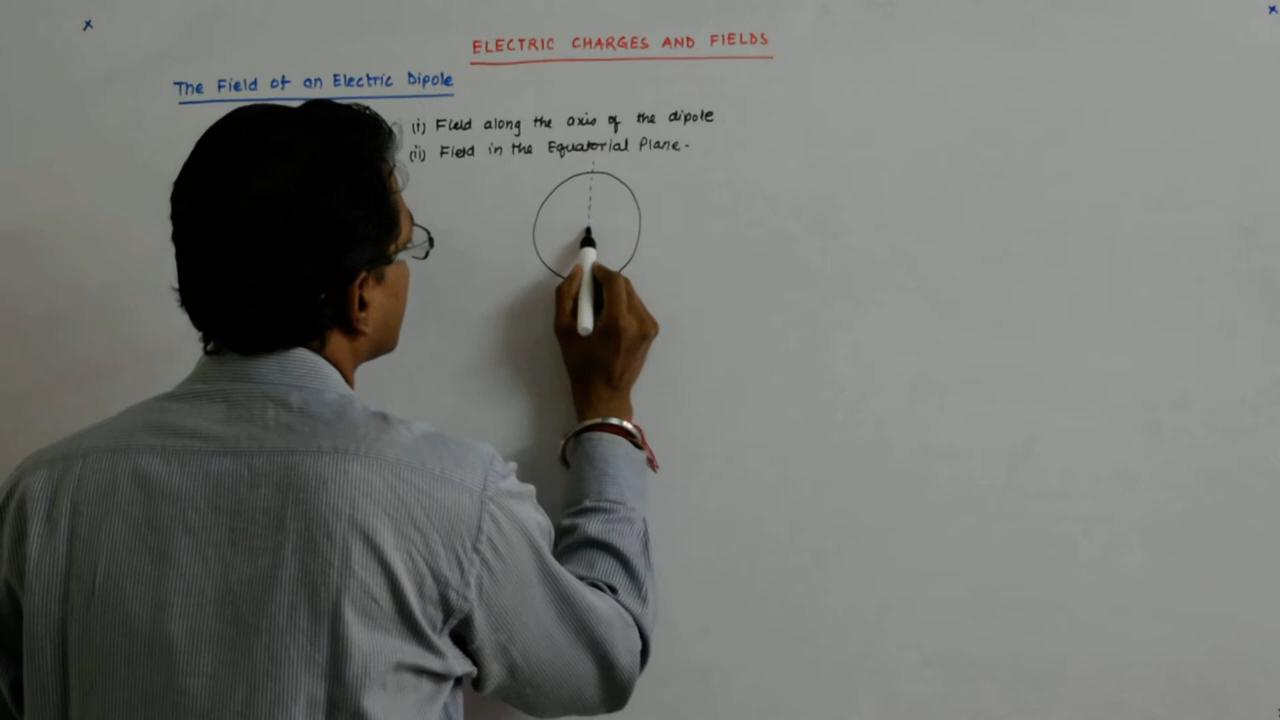 ELECTRIC CHARGES AND FIELDS
The Field of an Electric Dipole
(i) Field along the axis of the dipole
(ii) Field in the Equatorial Plane.